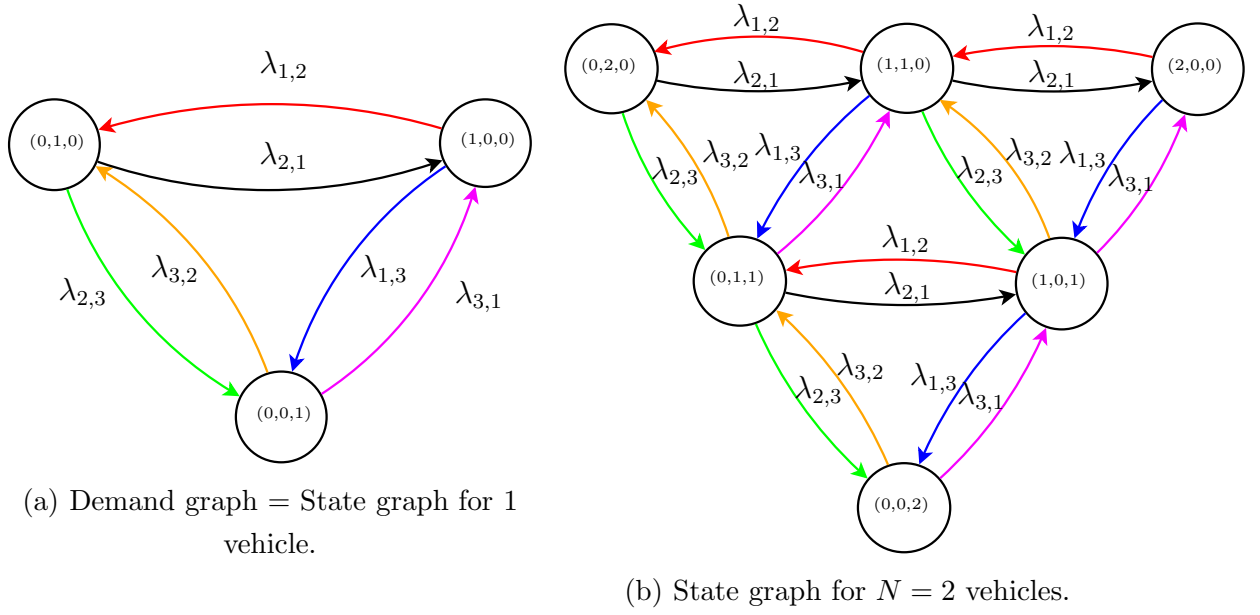 λ1,2
(0,1,0)
(1,0,0)
λ2,1
λ3,2
λ1,3
λ2,3
λ3,1
(0,0,1)
(a) Demand graph = State graph for 1
vehicle.
λ1,2
λ1,2
(0,2,0)
(1,1,0)
(2,0,0)
λ2,1
λ2,1
λ3,2
λ1,3
λ2,3
λ3,1
λ3,2
λ1,3
λ2,3
λ3,1
λ1,2
(0,1,1)
(1,0,1)
λ2,1
λ3,2
λ1,3
λ2,3
λ3,1
(0,0,2)
(b) State graph for N = 2 vehicles.